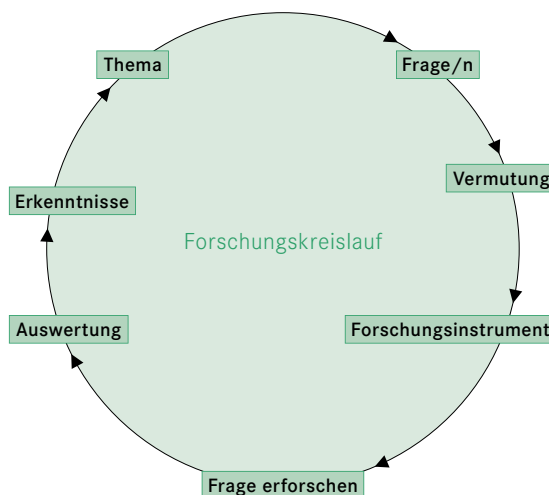 Thema
Frage/n
Vermutung
Erkenntnisse
Forschungskreislauf
Auswertung
Forschungsinstrument
Frage erforschen